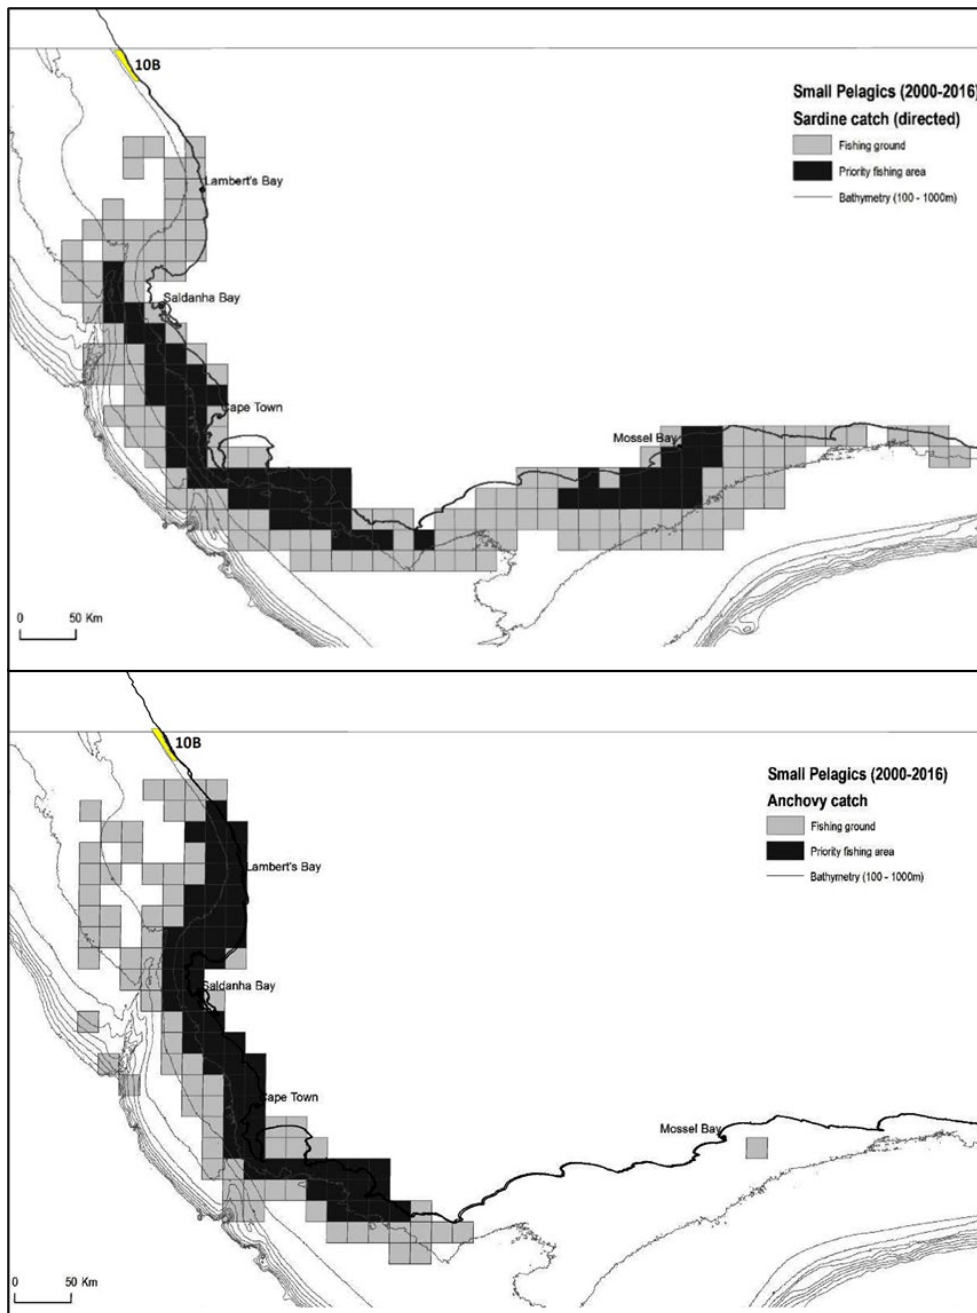 10B
Small Pelagics (2000-2016)
Sardine catch (directed)
Fishing ground
Priority fishing area
Bathymetry (100 - 1000m)
Lambert's Bay
Saldanha Bay
Cape Town
Mossel Bay
0 50 Km
10B
Small Pelagics (2000-2016)
Anchovy catch
Fishing ground
Priority fishing area
Bathymetry (100 - 1000m)
Lambert's Bay
Saldanha Bay
Cape Town
Mossel Bay
0 50 Km